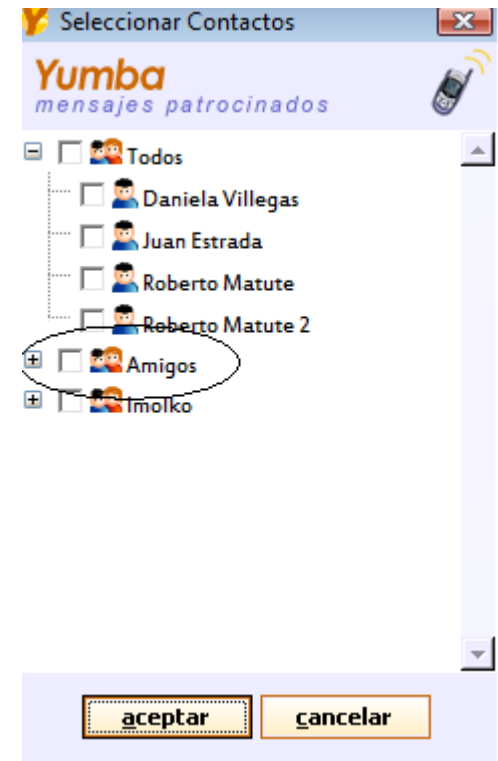 Seleccionar Contactos
Yumba
mensajes patrocinados
Todos
Daniela Villegas
Juan Estrada
Roberto Matute
Roberto Matute 2
Amigos
Imolko
aceptar cancelar